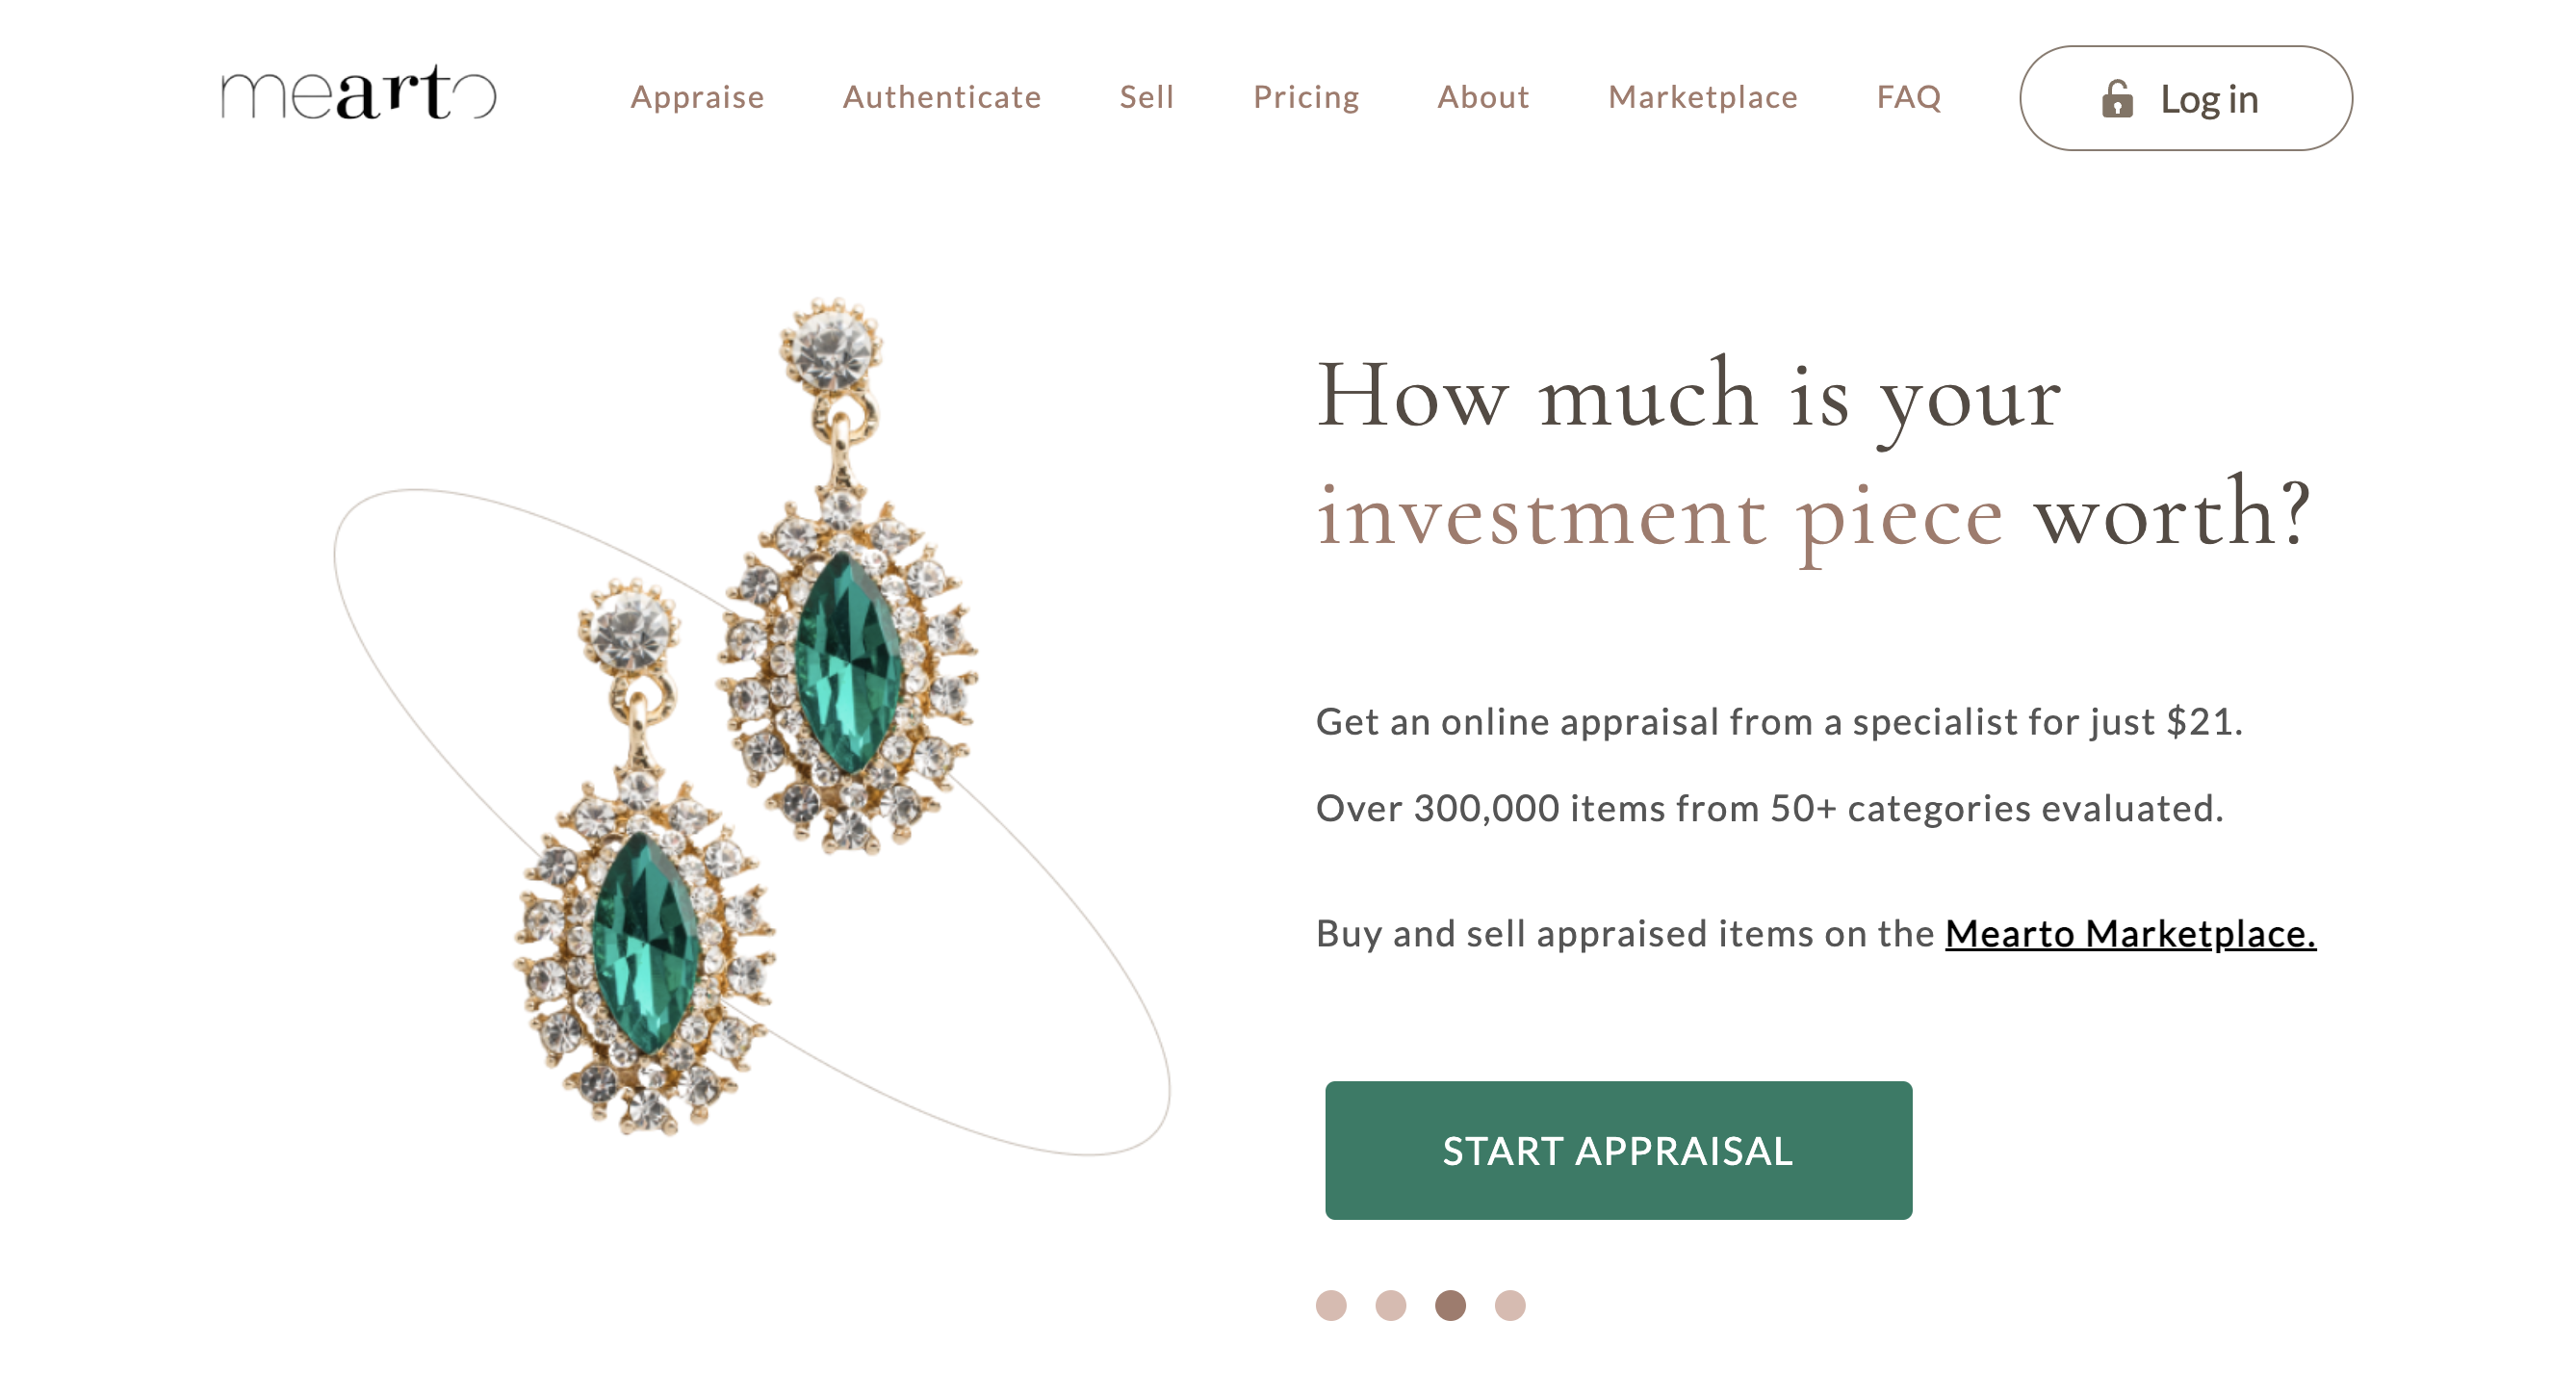 mearto
Appraise
Authenticate
Sell
Pricing
About
Marketplace
FAQ
Log in
How much is your
investment piece worth?
Get an online appraisal from a specialist for just $21.
Over 300,000 items from 50+ categories evaluated.
Buy and sell appraised items on the Mearto Marketplace.
START APPRAISAL